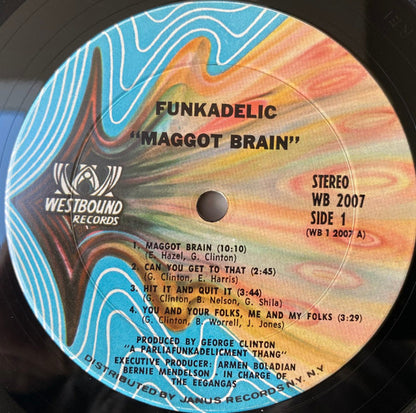 FUNKADELIC
"MAGGOT BRAIN"
WESTBOUND
RECORDS
STEREO
WB 2007
SIDE 1
(WB 1 2007 A)
1. MAGGOT BRAIN (10:10)
(E. Hazel, G. Clinton)
2. CAN YOU GET TO THAT (2:45)
(G. Clinton, E. Harris)
3. HIT IT AND QUIT IT (3:44)
(G. Clinton, B. Nelson, G. Shila)
4. YOU AND YOUR FOLKS, ME AND MY FOLKS (3:29)
(G. Clinton, B. Worrell, J. Jones)
PRODUCED BY GEORGE CLINTON
"A PARLIAFUNKADELICMENT THANG"
EXECUTIVE PRODUCER: ARMEN BOLADIAN
BERNIE MENDELSON - IN CHARGE OF
THE EEGANGAS
DISTRIBUTED BY JANUS RECORDS N.Y. N.Y.